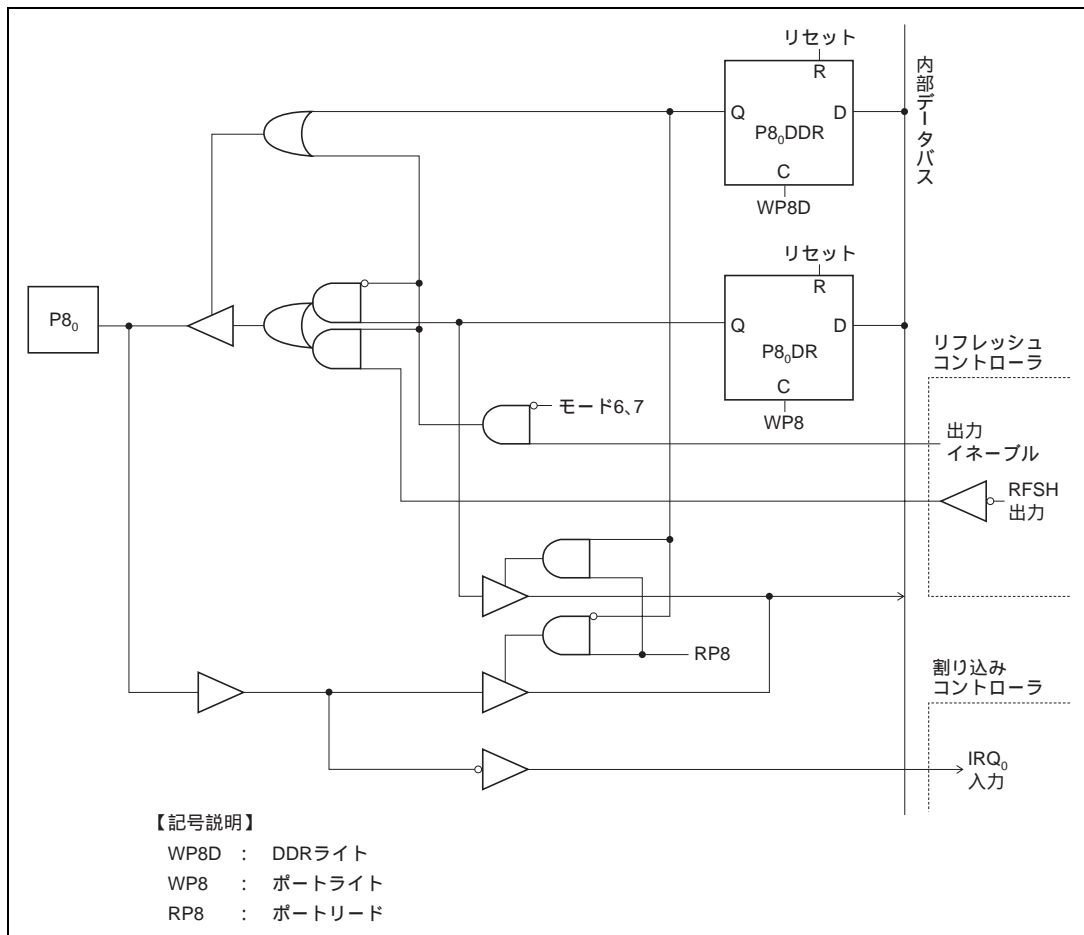 リセット
R
Q
D
P8₀DDR
C
WP8D
内部データバス
リセット
R
Q
D
P8₀DR
C
WP8
P8₀
モード6、7
リフレッシュ
コントローラ
出力
イネーブル
RFSH
出力
RP8
割り込み
コントローラ
IRQ₀
入力
【記号説明】
WP8D : DDRライト
WP8 : ポートライト
RP8 : ポートリード